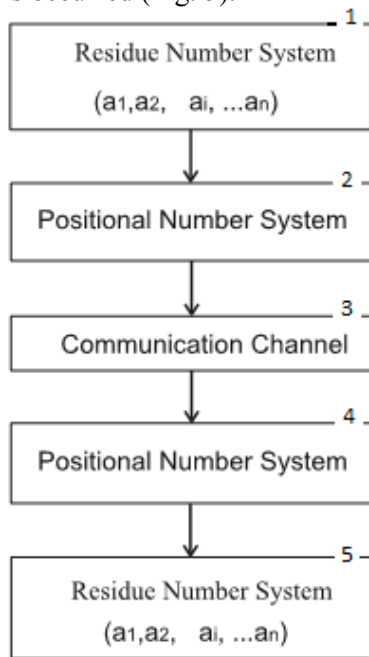 1
Residue Number System
(a1,a2, ai, ...an)
2
Positional Number System
3
Communication Channel
4
Positional Number System
5
Residue Number System
(a1,a2, ai, ...an)